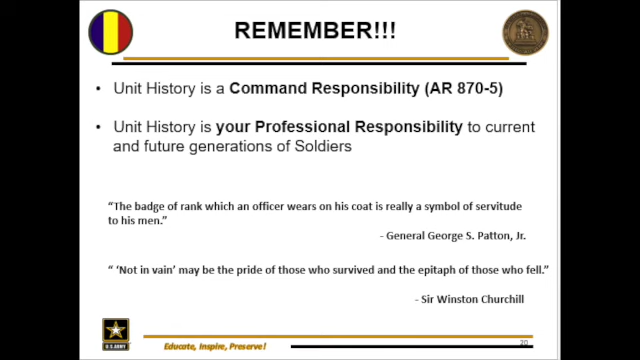 REMEMBER!!!
• Unit History is a Command Responsibility (AR 870-5)
• Unit History is your Professional Responsibility to current
and future generations of Soldiers
“The badge of rank which an officer wears on his coat is really a symbol of servitude
to his men.”
- General George S. Patton, Jr.
“ ‘Not in vain’ may be the pride of those who survived and the epitaph of those who fell.”
- Sir Winston Churchill
U.S. ARMY
Educate, Inspire, Preserve!
20